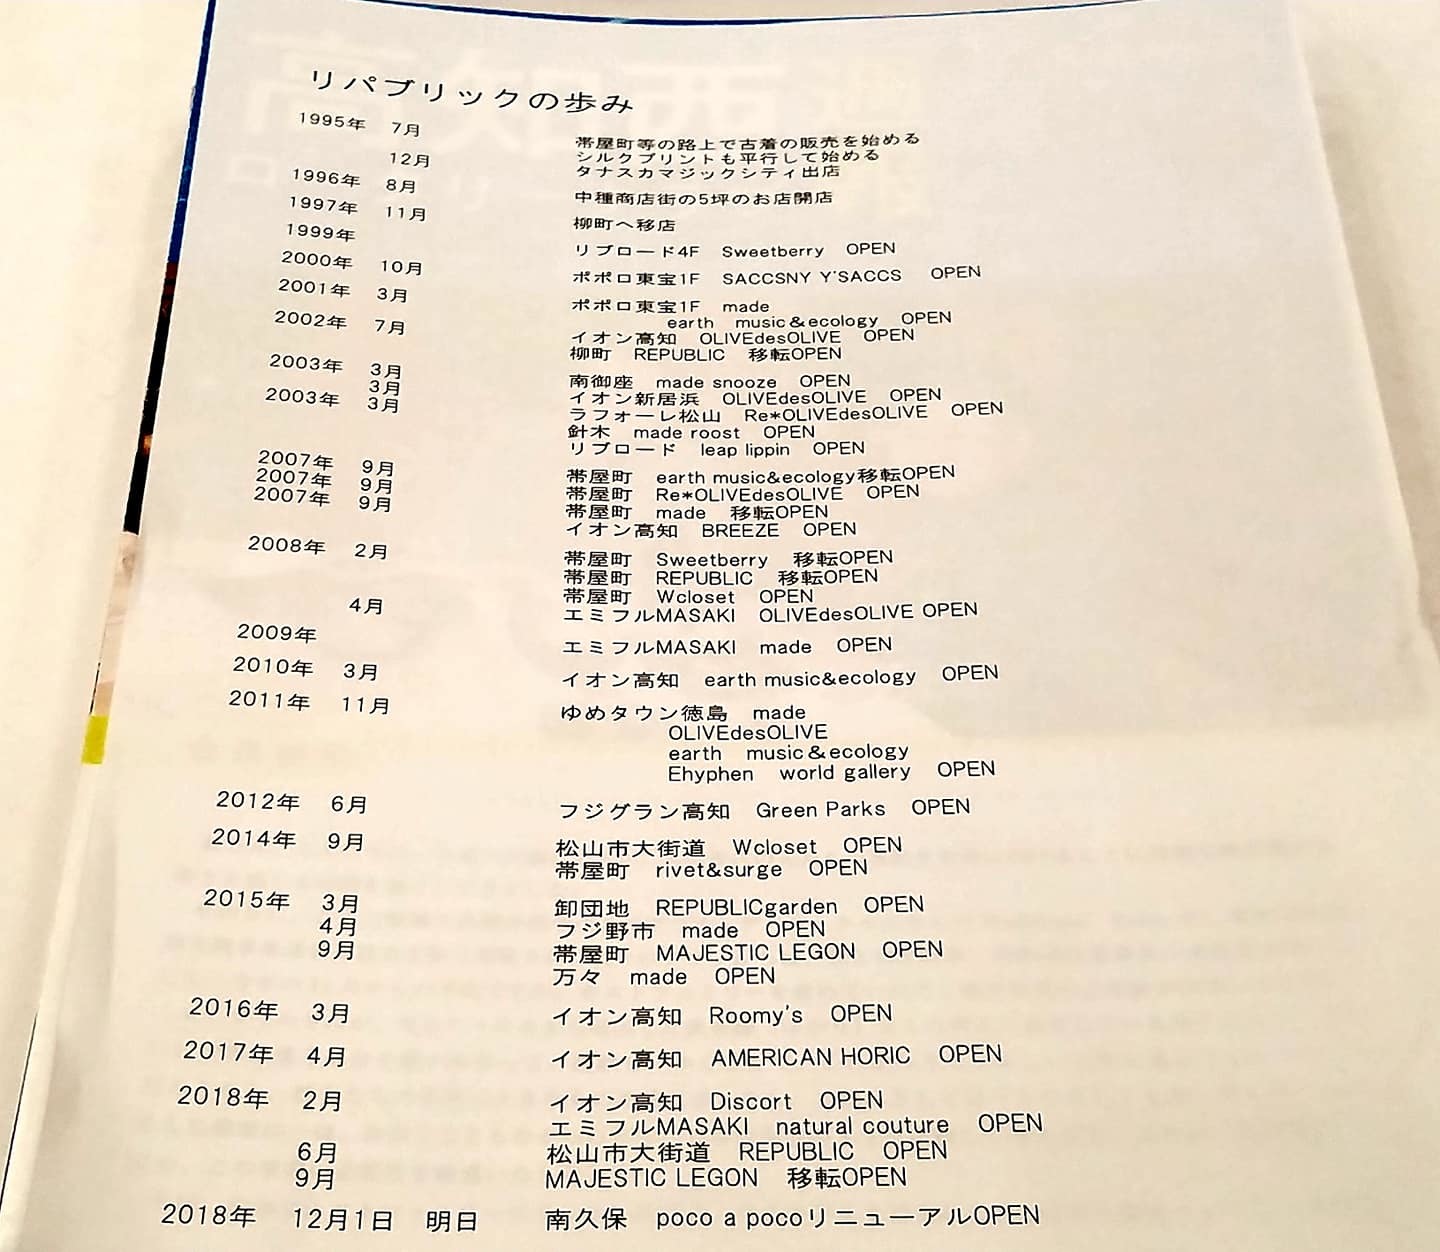 リパブリックの歩み
1995年 7月 帯屋町等の路上で古着の販売を始める
シルクプリントも平行して始める
12月 タナスカマジックシティ出店
1996年 8月 中種商店街の5坪のお店開店
1997年 11月 柳町へ移店
1999年 リブロード4F Sweetberry OPEN
2000年 10月 ポポロ東宝1F SACCSNY Y'SACCS OPEN
2001年 3月 ポポロ東宝1F made
earth music&ecology OPEN
2002年 7月 イオン高知 OLIVEdesOLIVE OPEN
柳町 REPUBLIC 移転OPEN
2003年 3月 南御座 made snooze OPEN
3月 イオン新居浜 OLIVEdesOLIVE OPEN
2003年 3月 ラフォーレ松山 Re*OLIVEdesOLIVE OPEN
針木 made roost OPEN
リブロード leap lippin OPEN
2007年 9月 帯屋町 earth music&ecology移転OPEN
2007年 9月 帯屋町 Re*OLIVEdesOLIVE OPEN
2007年 9月 帯屋町 made 移転OPEN
イオン高知 BREEZE OPEN
2008年 2月 帯屋町 Sweetberry 移転OPEN
帯屋町 REPUBLIC 移転OPEN
帯屋町 Wcloset OPEN
4月 エミフルMASAKI OLIVEdesOLIVE OPEN
2009年 エミフルMASAKI made OPEN
2010年 3月 イオン高知 earth music&ecology OPEN
2011年 11月 ゆめタウン徳島 made
OLIVEdesOLIVE
earth music&ecology
Ehyphen world gallery OPEN
2012年 6月 フジグラン高知 Green Parks OPEN
2014年 9月 松山市大街道 Wcloset OPEN
帯屋町 rivet&surge OPEN
2015年 3月 卸団地 REPUBLICgarden OPEN
4月 フジ野市 made OPEN
9月 帯屋町 MAJESTIC LEGON OPEN
万々 made OPEN
2016年 3月 イオン高知 Roomy's OPEN
2017年 4月 イオン高知 AMERICAN HORIC OPEN
2018年 2月 イオン高知 Discort OPEN
エミフルMASAKI natural couture OPEN
6月 松山市大街道 REPUBLIC OPEN
9月 MAJESTIC LEGON 移転OPEN
2018年 12月1日 明日 南久保 poco a pocoリニューアルOPEN